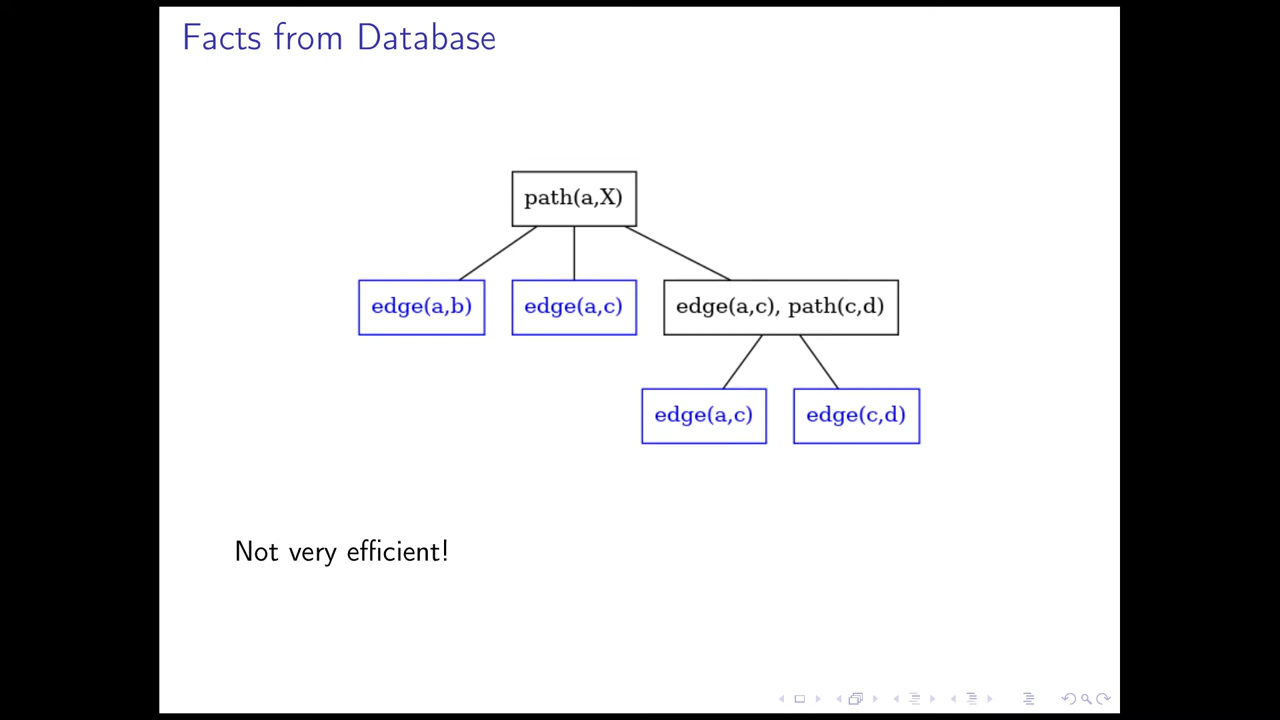 Facts from Database
path(a,X)
edge(a,b)
edge(a,c)
edge(a,c), path(c,d)
edge(a,c)
edge(c,d)
Not very efficient!